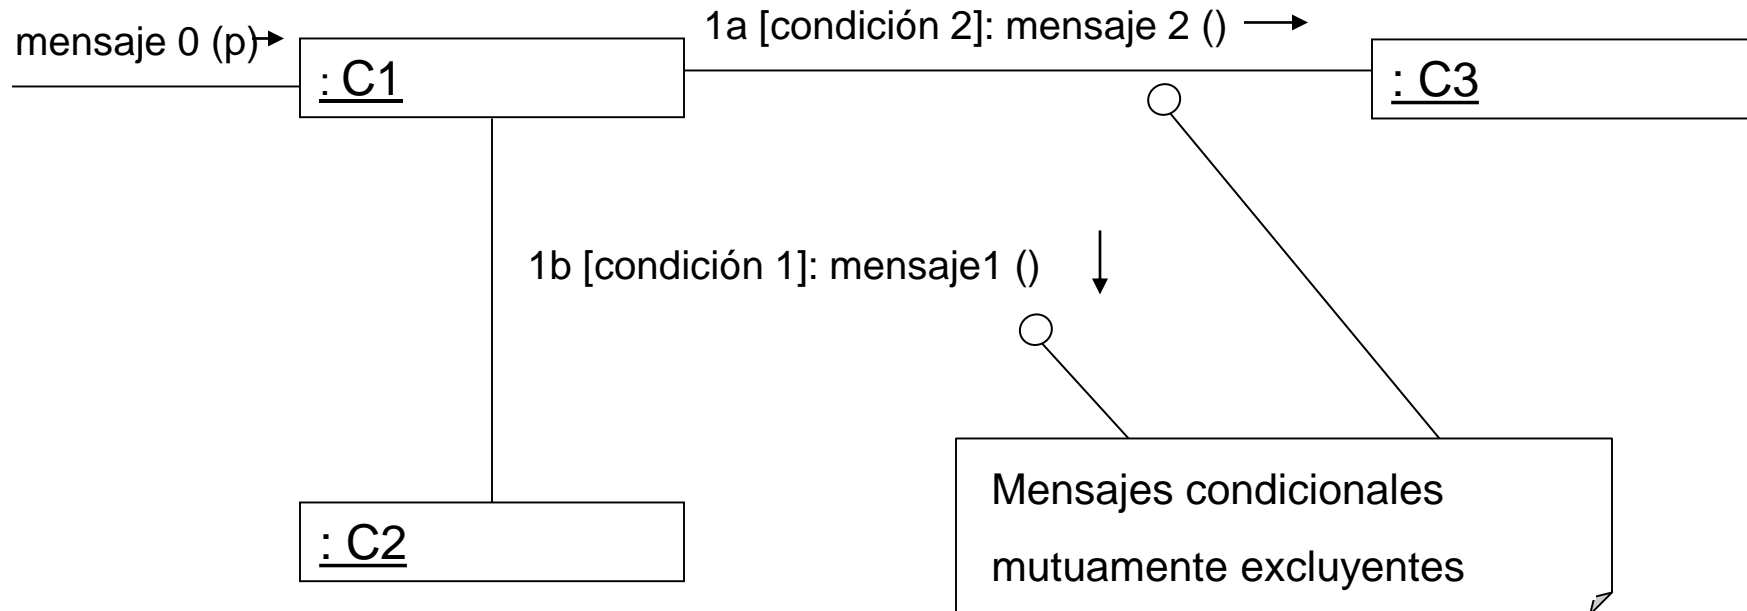 mensaje 0 (p)
1a [condición 2]: mensaje 2 ()
: C1
: C3
1b [condición 1]: mensaje1 ()
: C2
Mensajes condicionales
mutuamente excluyentes